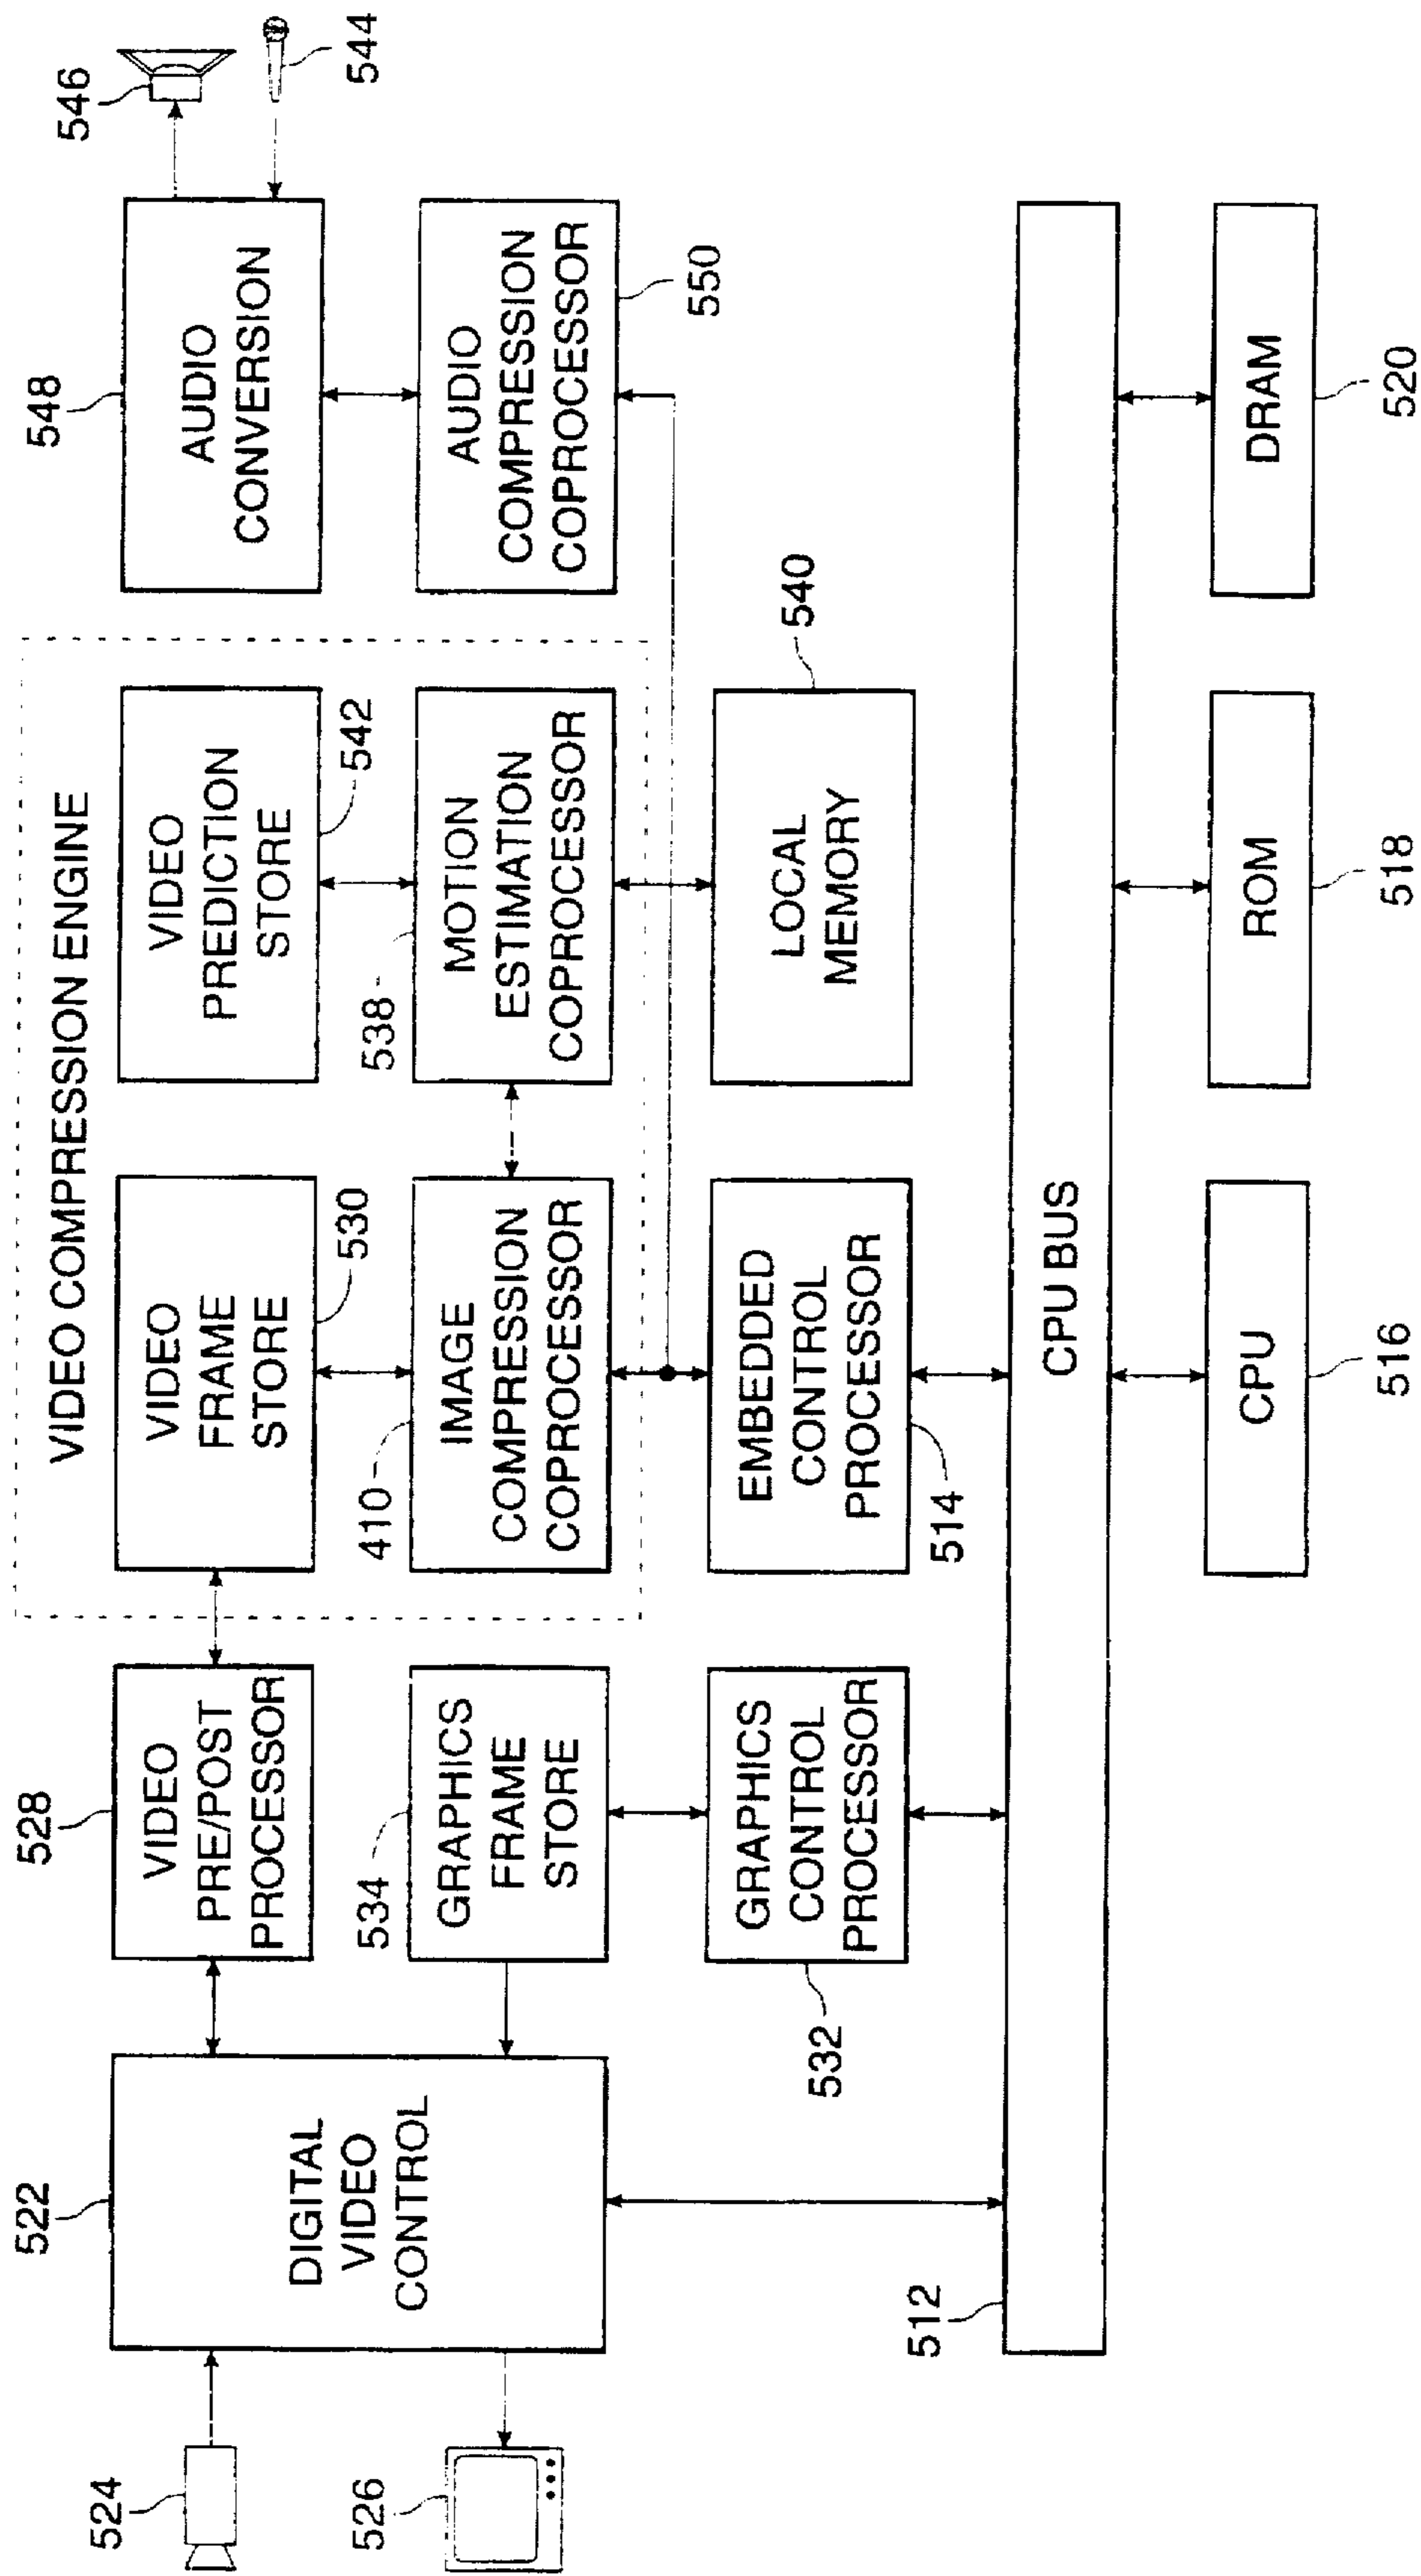 VIDEO COMPRESSION ENGINE
522
528
548
546
544
524
526
DIGITAL
VIDEO
CONTROL
VIDEO
PRE/POST
PROCESSOR
VIDEO
FRAME
STORE
530
VIDEO
PREDICTION
STORE
542
AUDIO
CONVERSION
534
GRAPHICS
FRAME
STORE
410
IMAGE
COMPRESSION
COPROCESSOR
538
MOTION
ESTIMATION
COPROCESSOR
AUDIO
COMPRESSION
COPROCESSOR
550
532
GRAPHICS
CONTROL
PROCESSOR
514
EMBEDDED
CONTROL
PROCESSOR
LOCAL
MEMORY
540
512
CPU BUS
CPU
516
ROM
518
DRAM
520